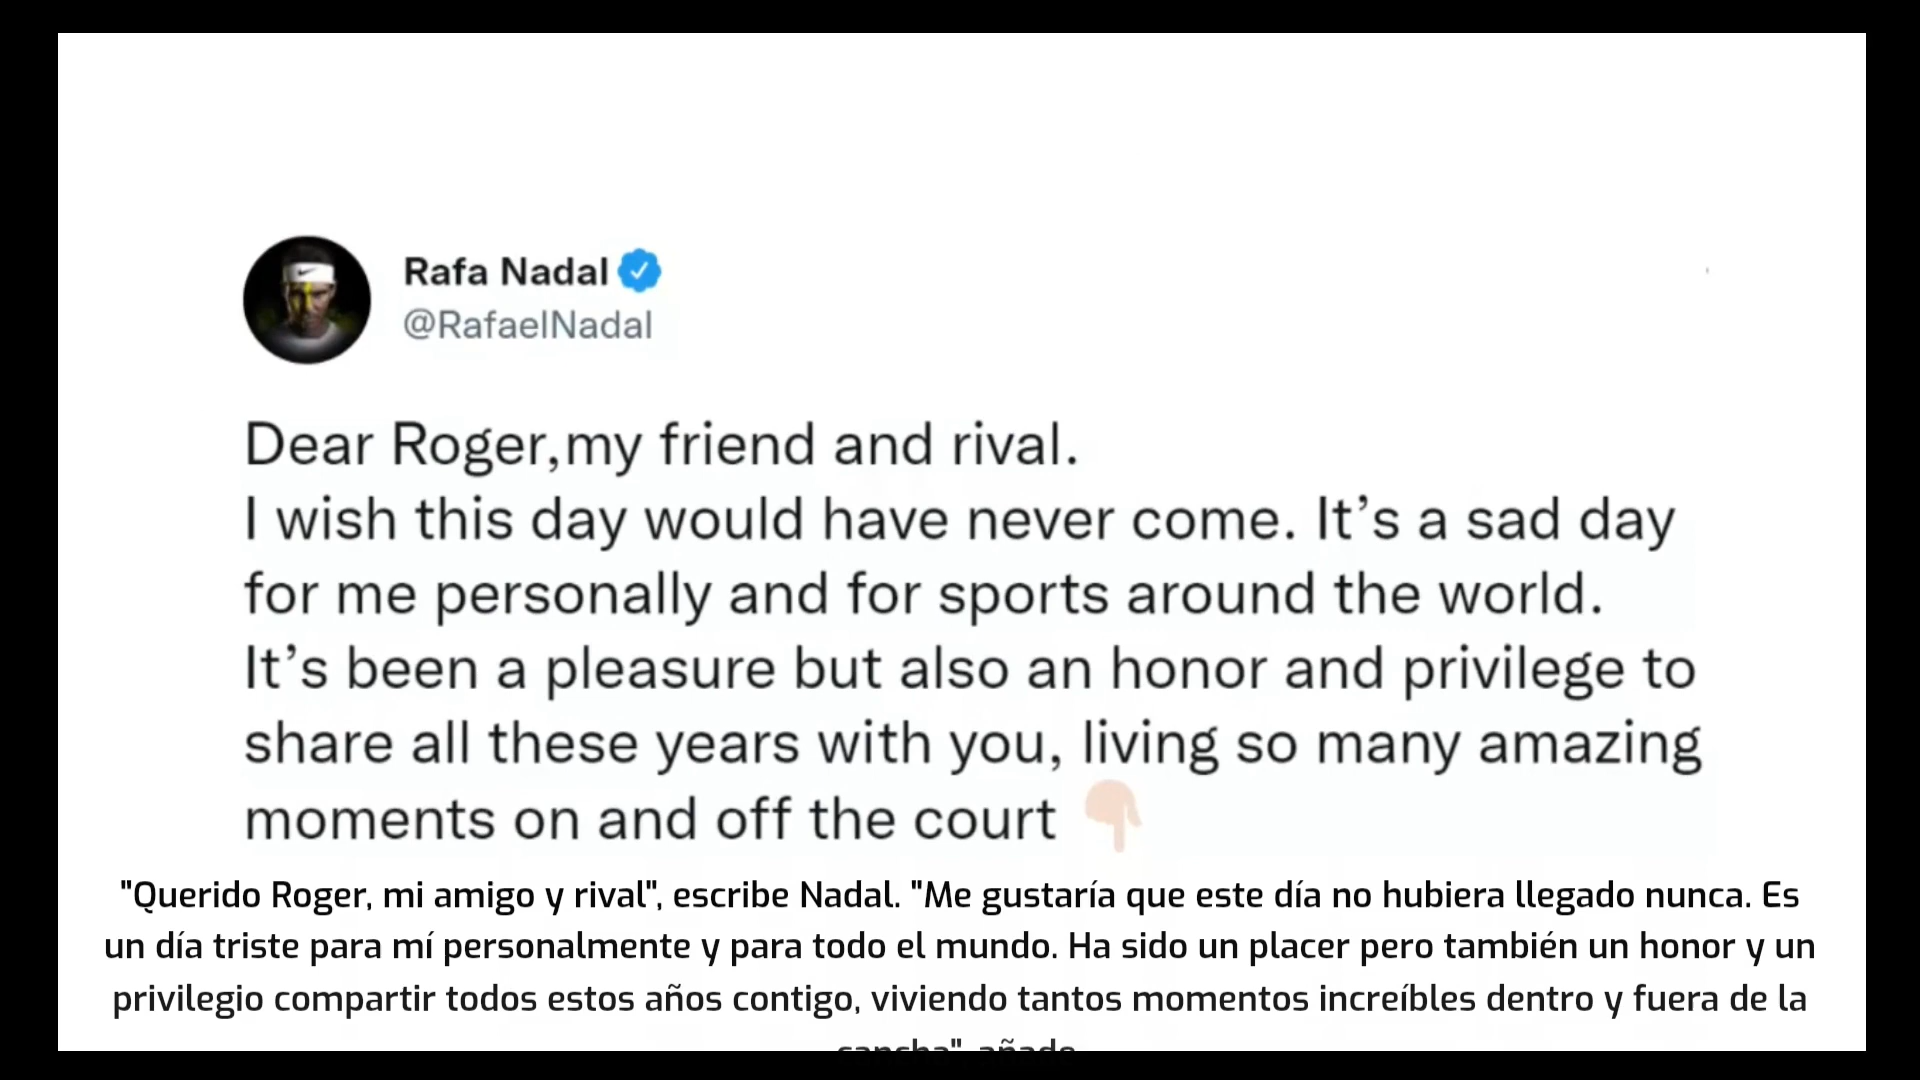 Rafa Nadal
@RafaelNadal
Dear Roger,my friend and rival.
I wish this day would have never come. It’s a sad day
for me personally and for sports around the world.
It’s been a pleasure but also an honor and privilege to
share all these years with you, living so many amazing
moments on and off the court 👇🏻
"Querido Roger, mi amigo y rival", escribe Nadal. "Me gustaría que este día no hubiera llegado nunca. Es
un día triste para mí personalmente y para todo el mundo. Ha sido un placer pero también un honor y un
privilegio compartir todos estos años contigo, viviendo tantos momentos increíbles dentro y fuera de la
cancha", añade